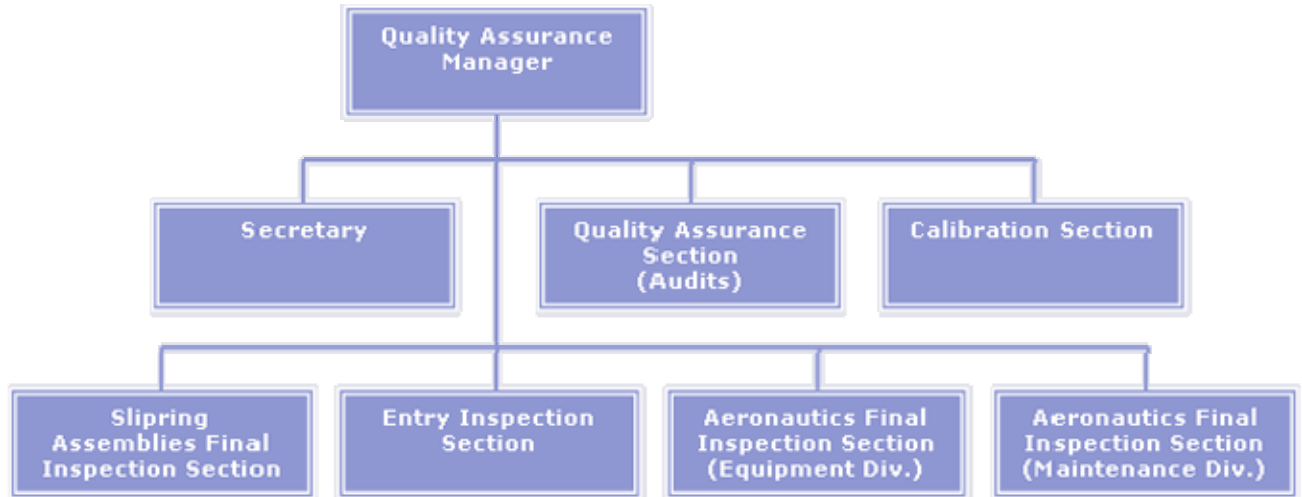 Quality Assurance
Manager
Secretary
Quality Assurance
Section
(Audits)
Calibration Section
Slipring
Assemblies Final
Inspection Section
Entry Inspection
Section
Aeronautics Final
Inspection Section
(Equipment Div.)
Aeronautics Final
Inspection Section
(Maintenance Div.)